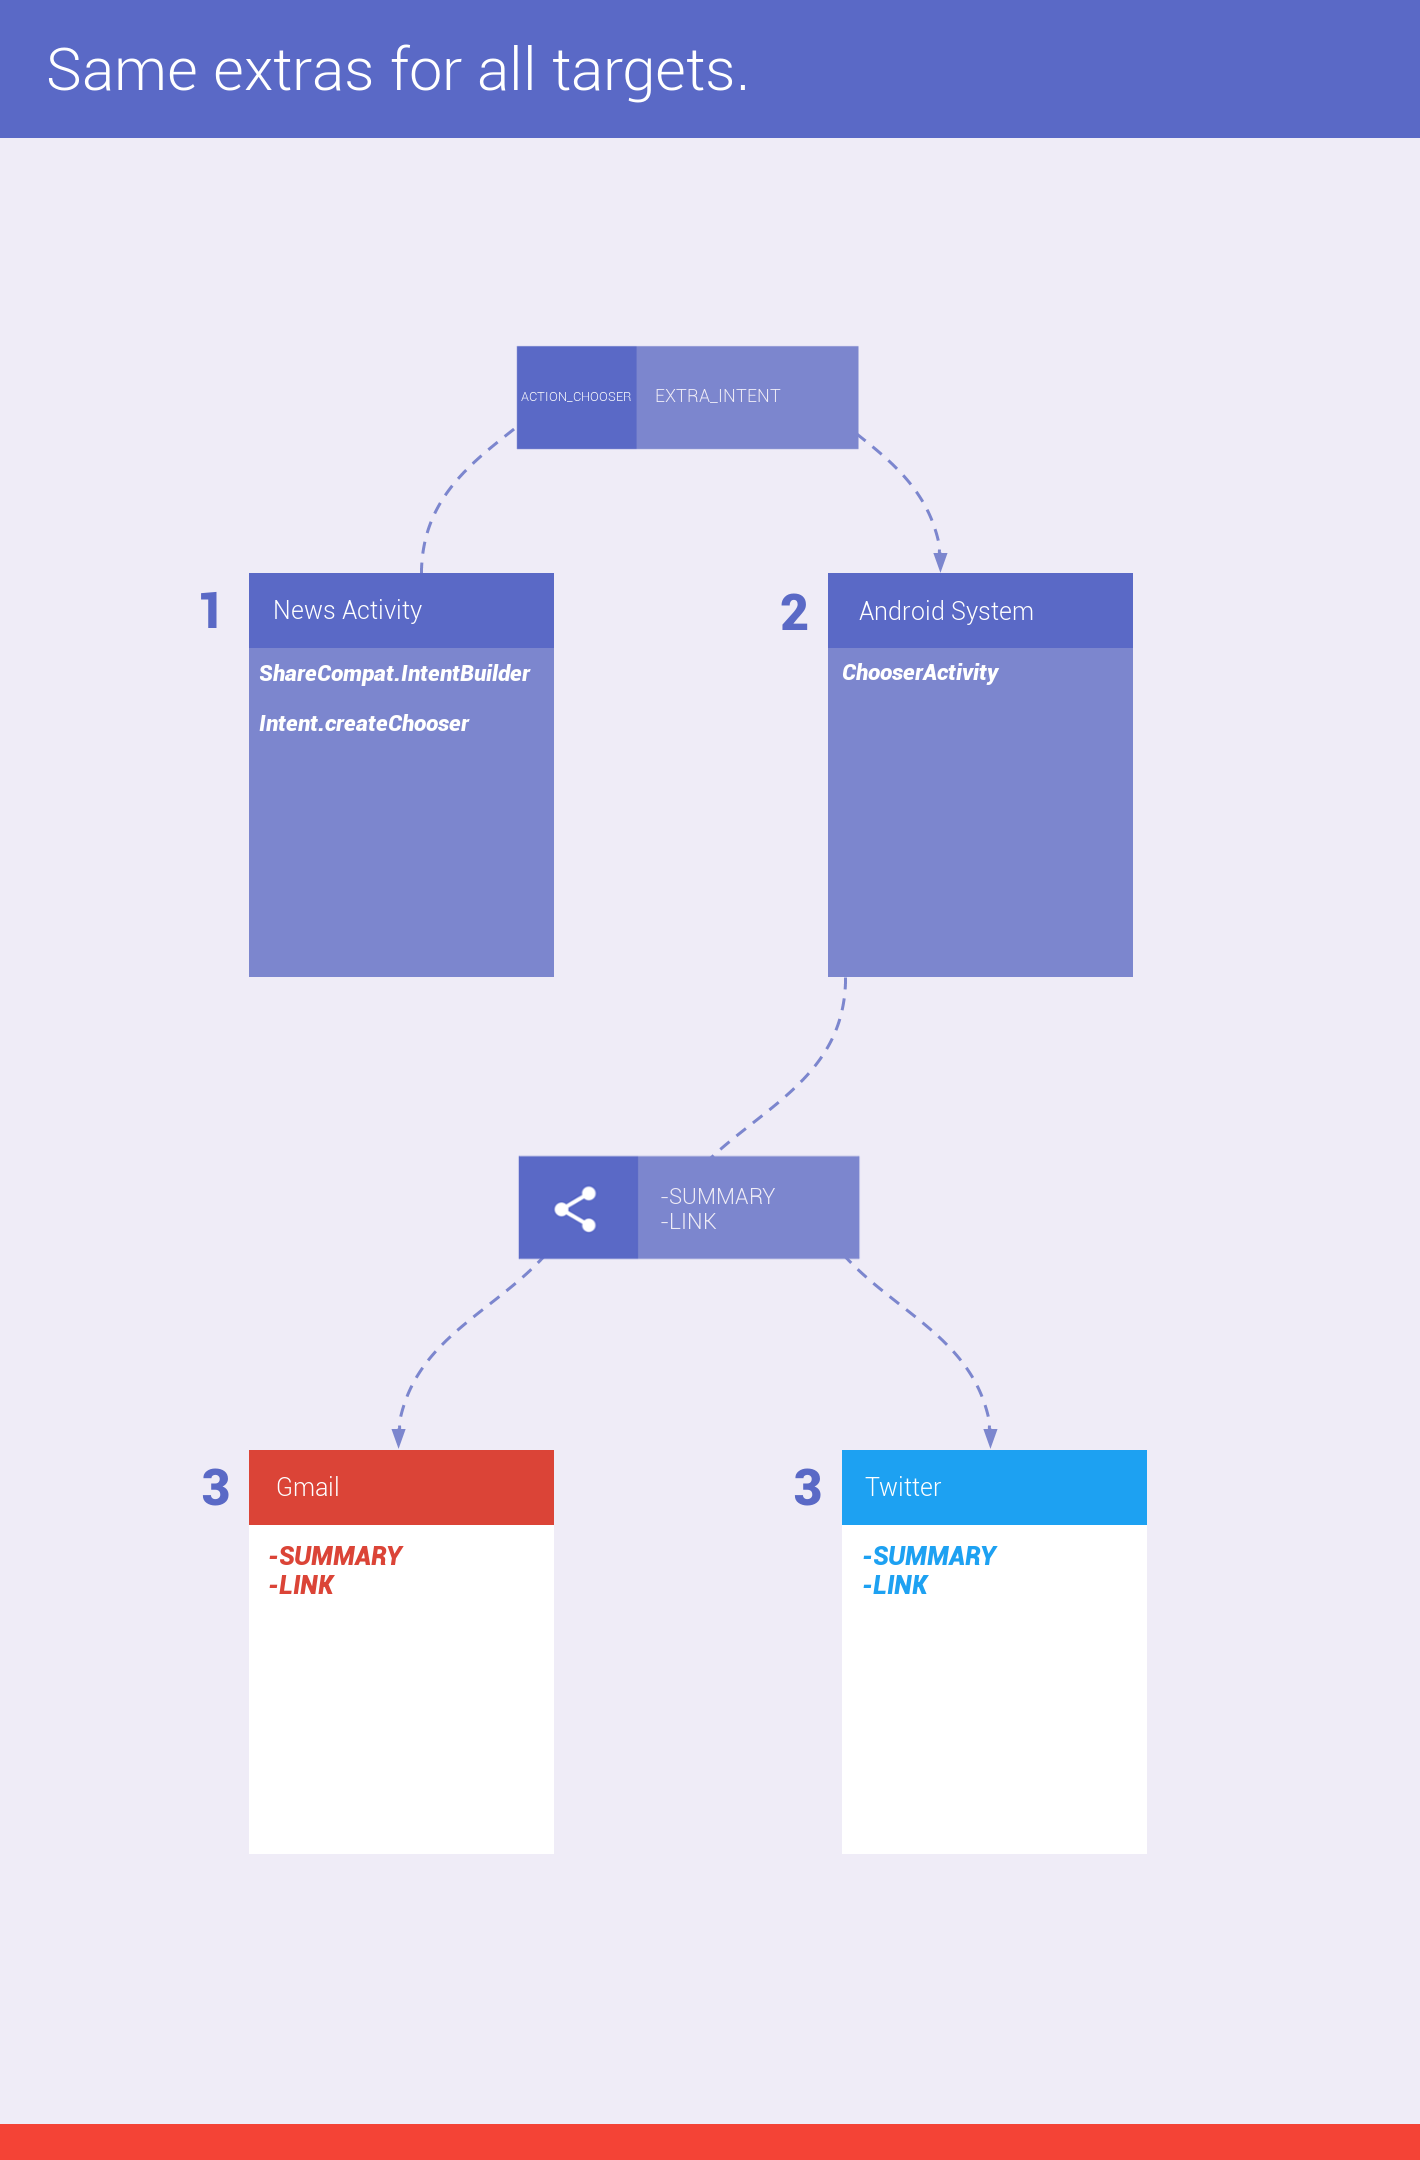 Same extras for all targets.
ACTION_CHOOSER
EXTRA_INTENT
1
News Activity
ShareCompat.IntentBuilder
Intent.createChooser
2
Android System
ChooserActivity
-SUMMARY
-LINK
3
Gmail
-SUMMARY
-LINK
3
Twitter
-SUMMARY
-LINK